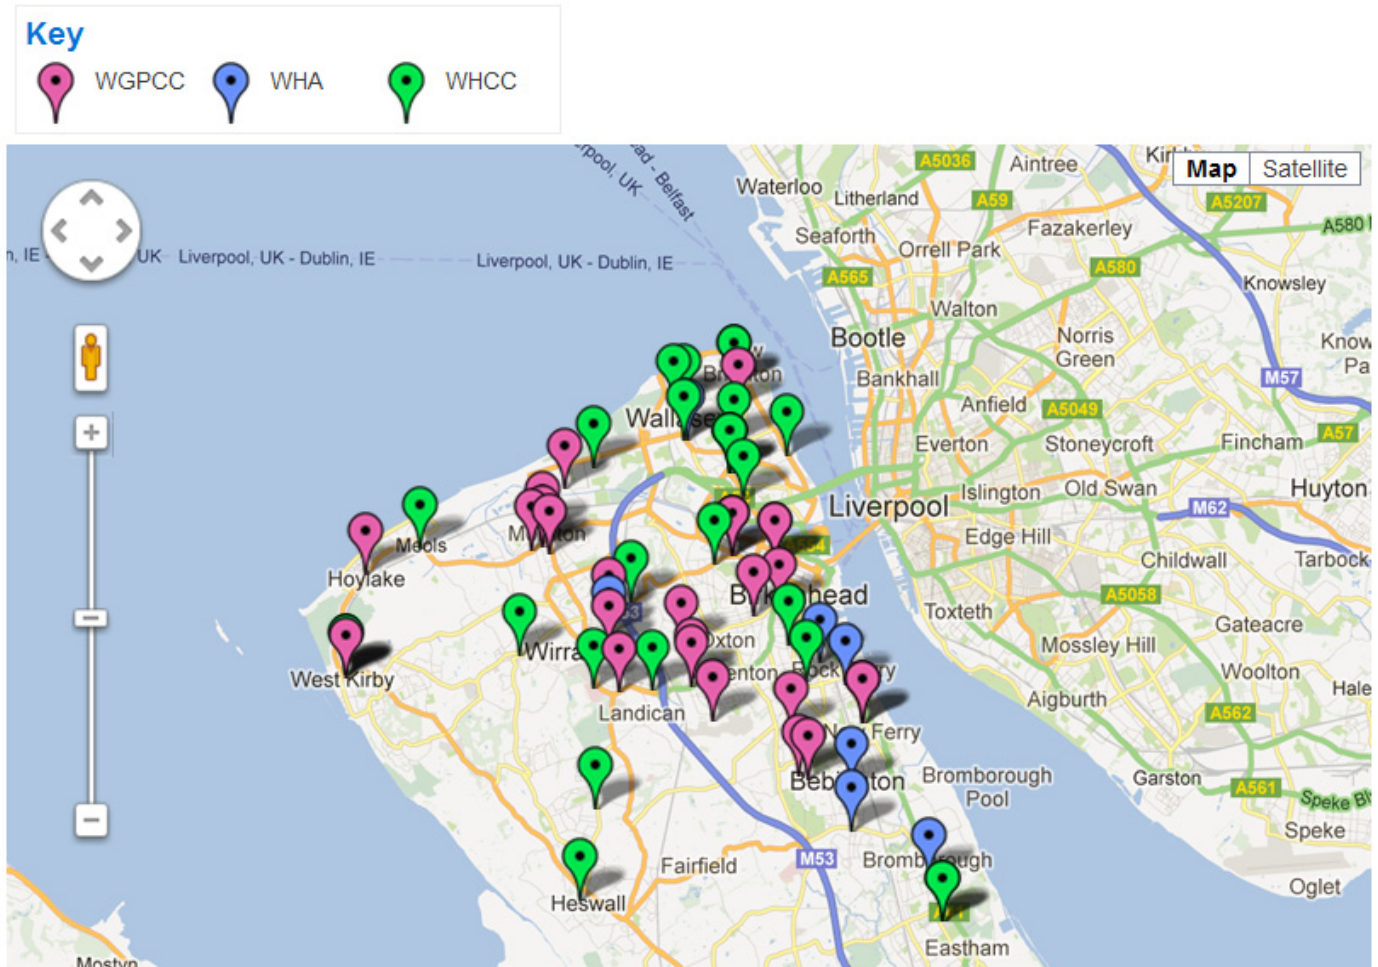 Key
WGPCC WHA WHCC
Map Satellite
A5036
Aintree
Waterloo
Litherland
A59
A5207
Seaforth
Fazakerley
A580
Orrell Park
UK
Liverpool, UK - Dublin, IE
Liverpool, UK - Dublin, IE
A565
A580
Knowsley
Walton
Bootle
Norris
Green
Bankhall
M57
Anfield
A5049
A57
Everton
Stoneycroft
Fincham
Islington
Old Swan
Huyton
Liverpool
M62
Edge Hill
Meols
Childwall
Tarbock
Hoylake
A5058
Toxteth
Gateacre
Mossley Hill
Woolton
West Kirby
Aigburth
Landican
A562
Bromborough
Pool
Garston
A561
Speke
Fairfield
M53
Oglet
Heswall
Eastham